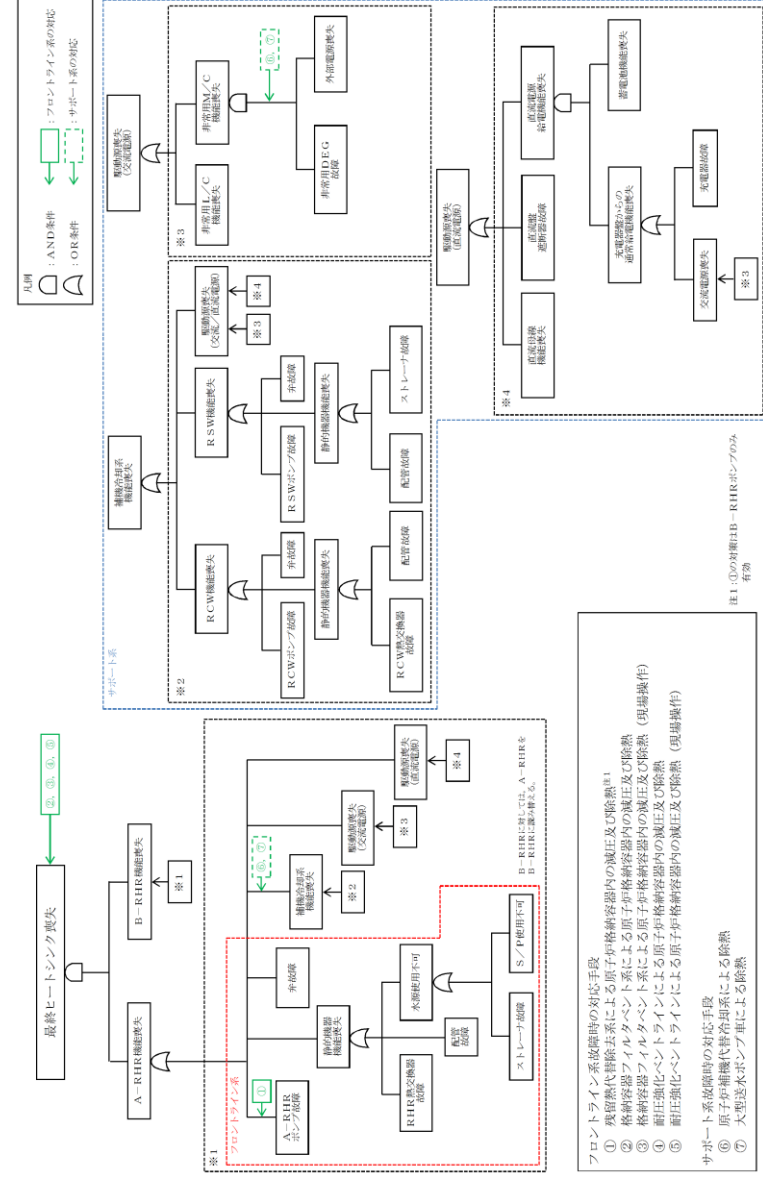 最終ヒートシンク喪失
②，③，④，⑤
A－RHR機能喪失
B－RHR機能喪失
※1
※1
フロントライン系
①
A－RHR
ポンプ故障
弁故障
静的機器
機能喪失
RHR熱交換器
故障
配管
故障
水源使用不可
ストレーナ故障
S／P使用不可
⑥，⑦
補機冷却系
機能喪失
※2
駆動源喪失
(交流電源)
※3
駆動源喪失
(直流電源)
※4
B－RHRに対しては，A－RHRを
B－RHRに読み替える。
フロントライン系故障時の対応手段
① 残留熱代替除去系による原子炉格納容器内の減圧及び除熱注1
② 格納容器フィルタベント系による原子炉格納容器内の減圧及び除熱
③ 格納容器フィルタベント系による原子炉格納容器内の減圧及び除熱（現場操作）
④ 耐圧強化ベントラインによる原子炉格納容器内の減圧及び除熱
⑤ 耐圧強化ベントラインによる原子炉格納容器内の減圧及び除熱（現場操作）
サポート系故障時の対応手段
⑥ 原子炉補機代替冷却系による除熱
⑦ 大型送水ポンプ車による除熱
サポート系
※2
補機冷却系
機能喪失
RCW機能喪失
RCWポンプ故障
弁故障
静的機器機能喪失
RCW熱交換器
故障
配管故障
RSW機能喪失
RSWポンプ故障
弁故障
静的機器機能喪失
配管故障
ストレーナ故障
駆動源喪失
(交流／直流電源)
※3
※4
駆動源喪失
(交流電源)
※3
非常用L／C
機能喪失
非常用M／C
機能喪失
⑥，⑦
非常用DEG
故障
外部電源喪失
駆動源喪失
(直流電源)
※4
直流母線
機能喪失
直流盤
遮断器故障
直流電源
給電機能喪失
充電器盤からの
通常給電機能喪失
蓄電池機能喪失
交流電源喪失
充電器故障
※3
注1：①の対策はB－RHRポンプのみ
有効
凡例
：AND条件
：OR条件
：フロントライン系の対応
：サポート系の対応